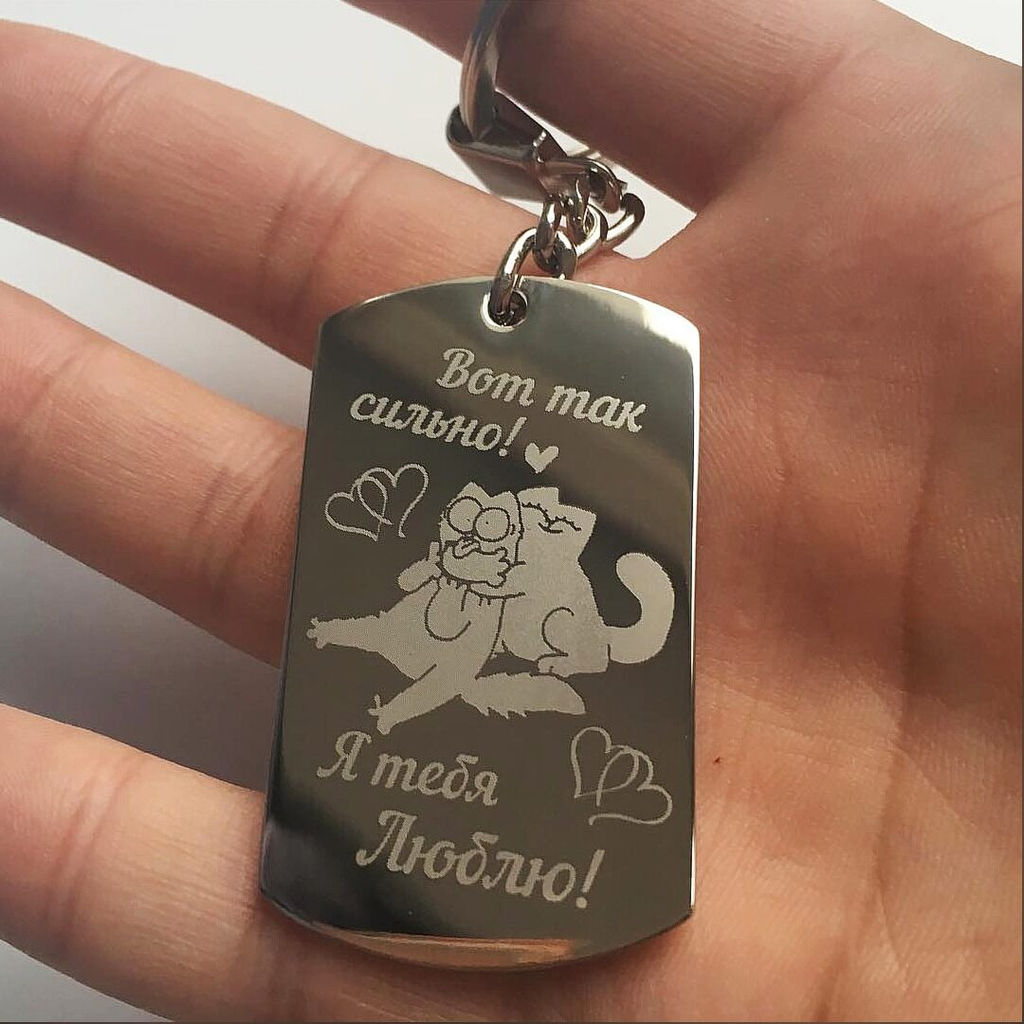 Вот так
сильно!
Я тебя
Люблю!